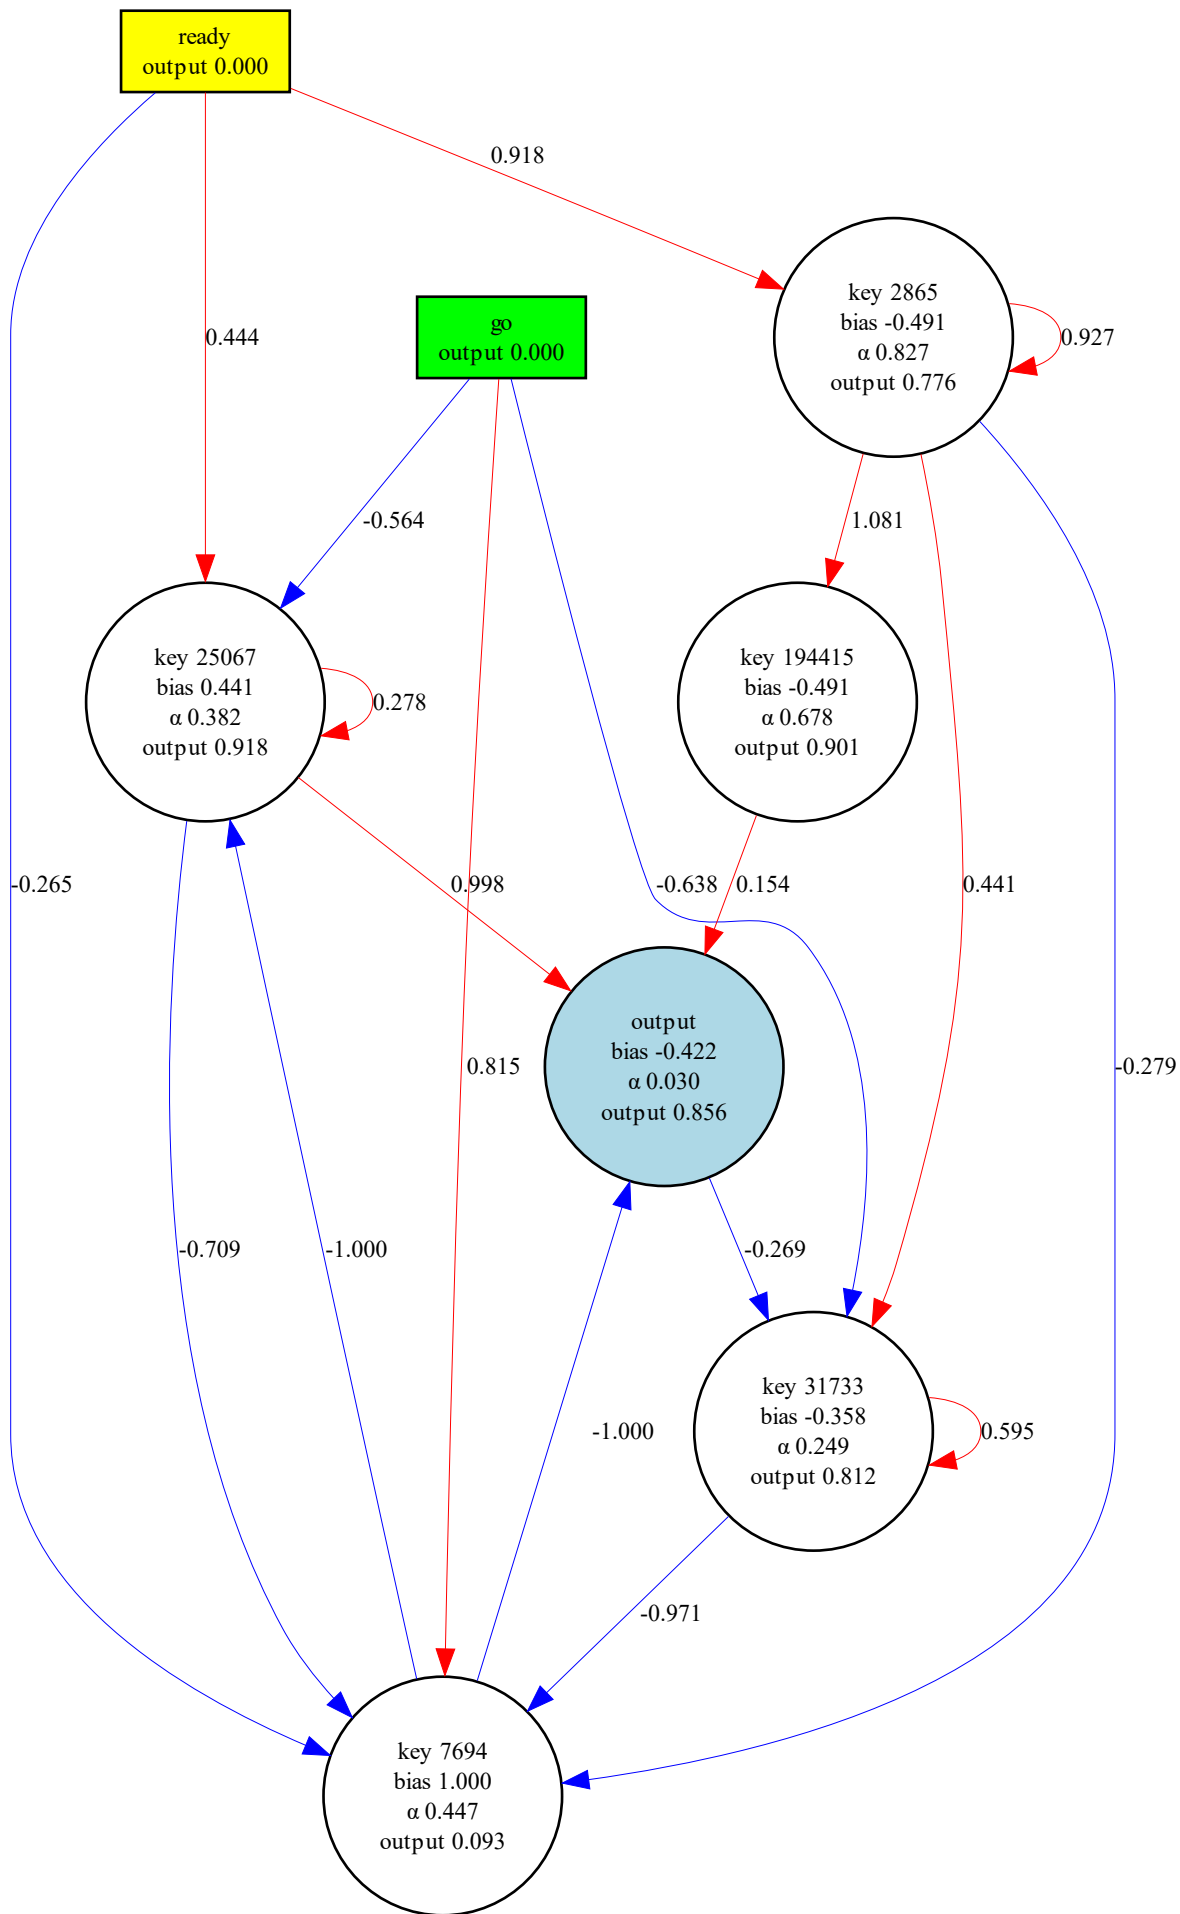 ready
output 0.000
0.918
key 2865
bias -0.491
α 0.827
output 0.776
0.927
go
output 0.000
0.444
-0.564
1.081
key 25067
bias 0.441
α 0.382
output 0.918
0.278
key 194415
bias -0.491
α 0.678
output 0.901
-0.265
0.998
-0.638
0.154
0.441
output
bias -0.422
α 0.030
output 0.856
0.815
-0.279
-0.709
-1.000
-0.269
-1.000
key 31733
bias -0.358
α 0.249
output 0.812
0.595
-0.971
key 7694
bias 1.000
α 0.447
output 0.093